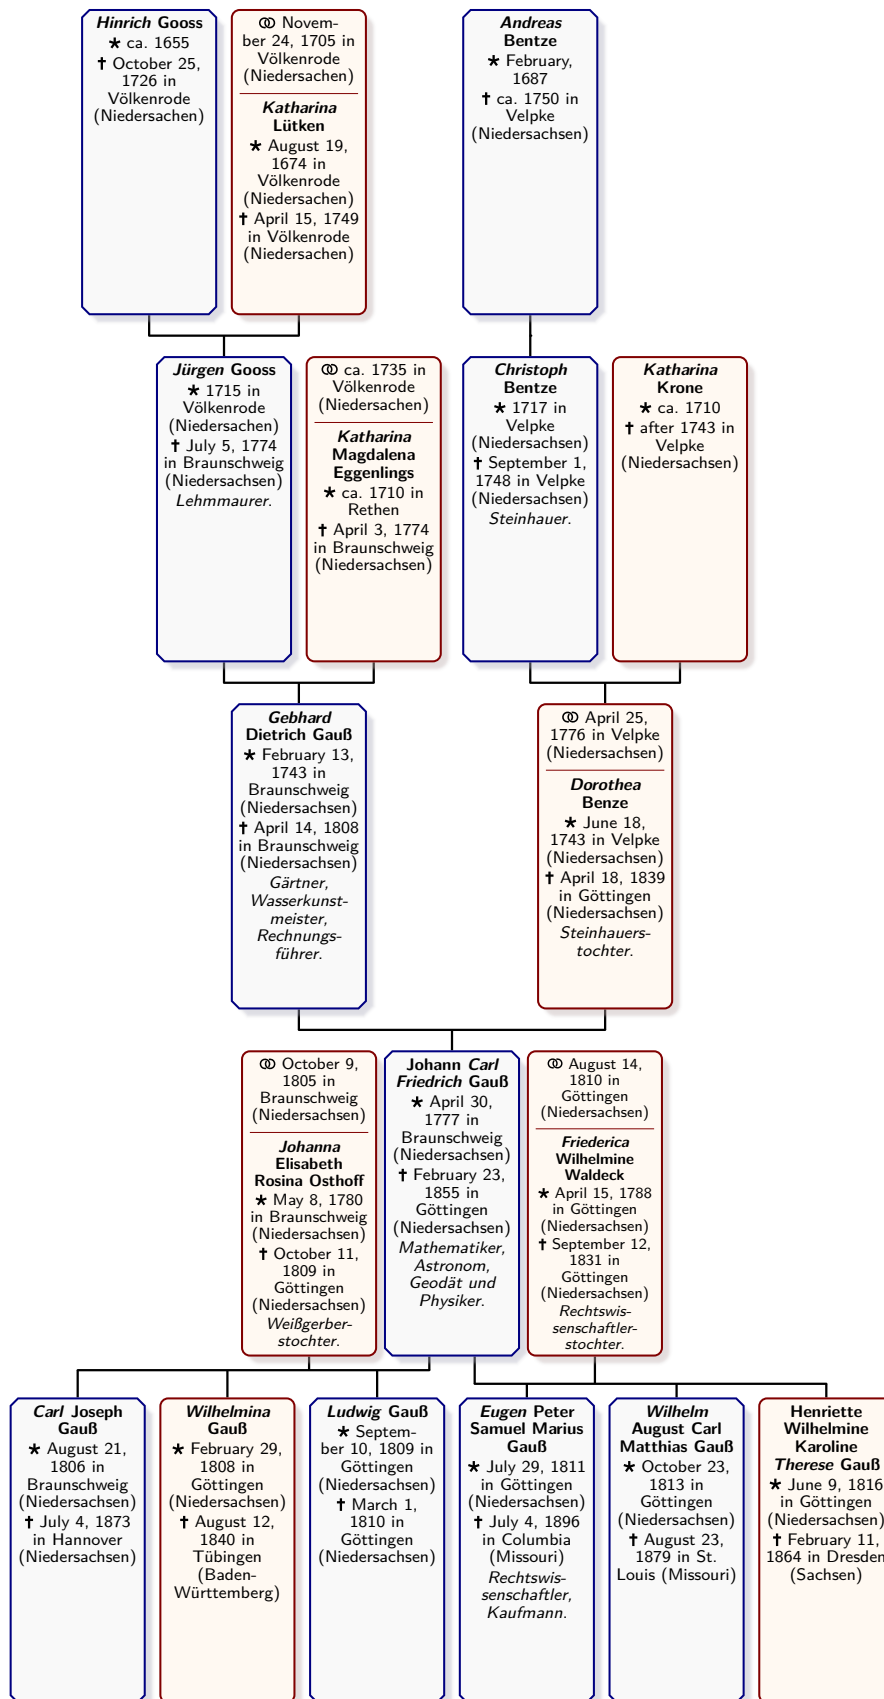 Hinrich Gooss
★ ca. 1655
† October 25,
1726 in
Völkenrode
(Niedersachen)
⚭ Novem-
ber 24, 1705 in
Völkenrode
(Niedersachen)
Katharina
Lütken
★ August 19,
1674 in
Völkenrode
(Niedersachen)
† April 15, 1749
in Völkenrode
(Niedersachen)
Andreas
Bentze
★ February,
1687
† ca. 1750 in
Velpke
(Niedersachsen)
Jürgen Gooss
★ 1715 in
Völkenrode
(Niedersachen)
† July 5, 1774
in Braunschweig
(Niedersachsen)
Lehmmaurer.
⚭ ca. 1735 in
Völkenrode
(Niedersachen)
Katharina
Magdalena
Eggenlings
★ ca. 1710 in
Rethen
† April 3, 1774
in Braunschweig
(Niedersachsen)
Christoph
Bentze
★ 1717 in
Velpke
(Niedersachsen)
† September 1,
1748 in Velpke
(Niedersachsen)
Steinhauer.
Katharina
Krone
★ ca. 1710
† after 1743 in
Velpke
(Niedersachsen)
Gebhard
Dietrich Gauß
★ February 13,
1743 in
Braunschweig
(Niedersachsen)
† April 14, 1808
in Braunschweig
(Niedersachsen)
Gärtner,
Wasserkunst-
meister,
Rechnungs-
führer.
⚭ April 25,
1776 in Velpke
(Niedersachsen)
Dorothea
Benze
★ June 18,
1743 in Velpke
(Niedersachsen)
† April 18, 1839
in Göttingen
(Niedersachsen)
Steinhauers-
tochter.
⚭ October 9,
1805 in
Braunschweig
(Niedersachsen)
Johanna
Elisabeth
Rosina Osthoff
★ May 8, 1780
in Braunschweig
(Niedersachsen)
† October 11,
1809 in
Göttingen
(Niedersachsen)
Weißgerber-
stochter.
Johann Carl
Friedrich Gauß
★ April 30,
1777 in
Braunschweig
(Niedersachsen)
† February 23,
1855 in
Göttingen
(Niedersachsen)
Mathematiker,
Astronom,
Geodät und
Physiker.
⚭ August 14,
1810 in
Göttingen
(Niedersachsen)
Friederica
Wilhelmine
Waldeck
★ April 15, 1788
in Göttingen
(Niedersachsen)
† September 12,
1831 in
Göttingen
(Niedersachsen)
Rechtswis-
senschaftler-
stochter.
Carl Joseph
Gauß
★ August 21,
1806 in
Braunschweig
(Niedersachsen)
† July 4, 1873
in Hannover
(Niedersachsen)
Wilhelmina
Gauß
★ February 29,
1808 in
Göttingen
(Niedersachsen)
† August 12,
1840 in
Tübingen
(Baden-
Württemberg)
Ludwig Gauß
★ Septem-
ber 10, 1809 in
Göttingen
(Niedersachsen)
† March 1,
1810 in
Göttingen
(Niedersachsen)
Eugen Peter
Samuel Marius
Gauß
★ July 29, 1811
in Göttingen
(Niedersachsen)
† July 4, 1896
in Columbia
(Missouri)
Rechtswis-
senschaftler,
Kaufmann.
Wilhelm
August Carl
Matthias Gauß
★ October 23,
1813 in
Göttingen
(Niedersachsen)
† August 23,
1879 in St.
Louis (Missouri)
Henriette
Wilhelmine
Karoline
Therese Gauß
★ June 9, 1816
in Göttingen
(Niedersachsen)
† February 11,
1864 in Dresden
(Sachsen)